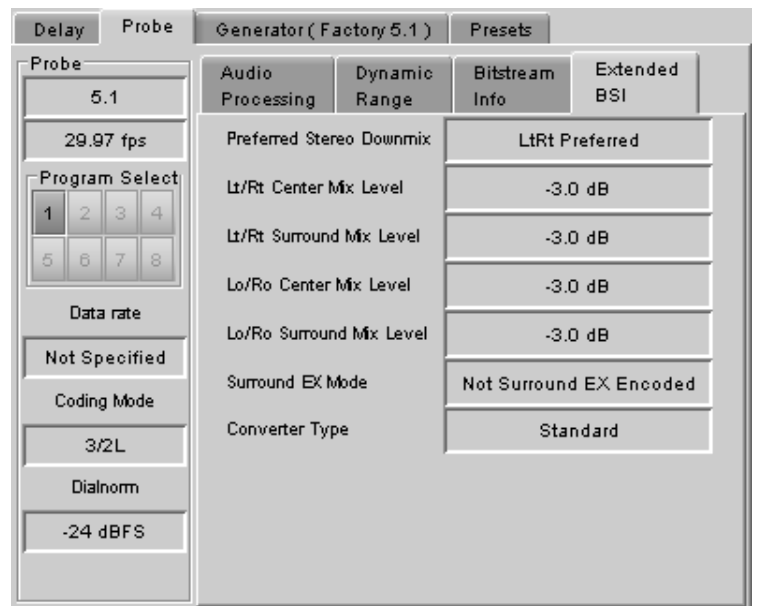 Delay
Probe
Generator ( Factory 5.1 )
Presets
Probe
5.1
29.97 fps
Program Select
1 2 3 4
5 6 7 8
Data rate
Not Specified
Coding Mode
3/2L
Dialnorm
-24 dBFS
Audio
Processing
Dynamic
Range
Bitstream
Info
Extended
BSI
Preferred Stereo Downmix
LtRt Preferred
Lt/Rt Center Mix Level
-3.0 dB
Lt/Rt Surround Mix Level
-3.0 dB
Lo/Ro Center Mix Level
-3.0 dB
Lo/Ro Surround Mix Level
-3.0 dB
Surround EX Mode
Not Surround EX Encoded
Converter Type
Standard